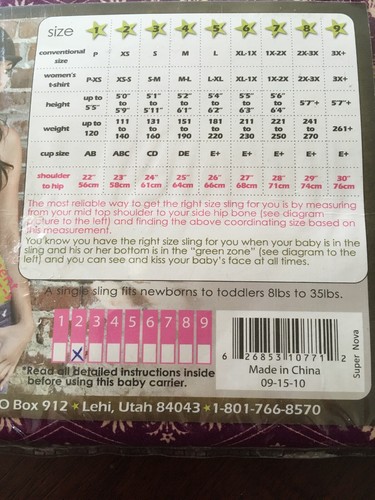 size 1 2 3 4 5 6 7 8 9
conventional size P XS S M L XL-1X 1X-2X 2X-3X 3X+
women's t-shirt P-XS XS-S S-M M-L L-XL XL-1X 1X-2X 2X-3X 3X+
height up to 5'5" 5'0" to 5'9" 5'1" to 5'11" 5'2" to 6'1" 5'4" to 6'2" 5'5" to 6'3" 5'6" to 6'4" 5'7"+ 5'7"+
weight up to 120 111 to 140 131 to 160 151 to 190 181 to 220 211 to 230 221 to 250 241 to 270 261+
cup size AB ABC CD DE E+ E+ E+ E+ E+
shoulder to hip 22" 56cm 23" 58cm 24" 61cm 25" 64cm 26" 66cm 27" 68cm 28" 71cm 29" 74cm 30" 76cm
The most reliable way to get the right size sling for you is by measuring
from your mid top shoulder to your side hip bone (see diagram
picture to the left) and finding the above coordinating size based on
this measurement.
You know you have the right size sling for you when your baby is in the
sling and his or her bottom is in the "green zone" (see diagram to the
left) and you can see and kiss your baby's face at all times.
A single sling fits newborns to toddlers 8lbs to 35lbs.
1 2 3 4 5 6 7 8 9
X
*Read all detailed instructions inside
before using this baby carrier.
6 26853 10771 2
Made in China
09-15-10
Super Nova
O Box 912 ★ Lehi, Utah 84043 ★ 1-801-766-8570